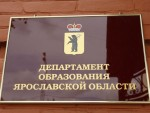 ДЕПАРТАМЕНТ
ОБРАЗОВАНИЯ
ЯРОСЛАВСКОЙ ОБЛАСТИ